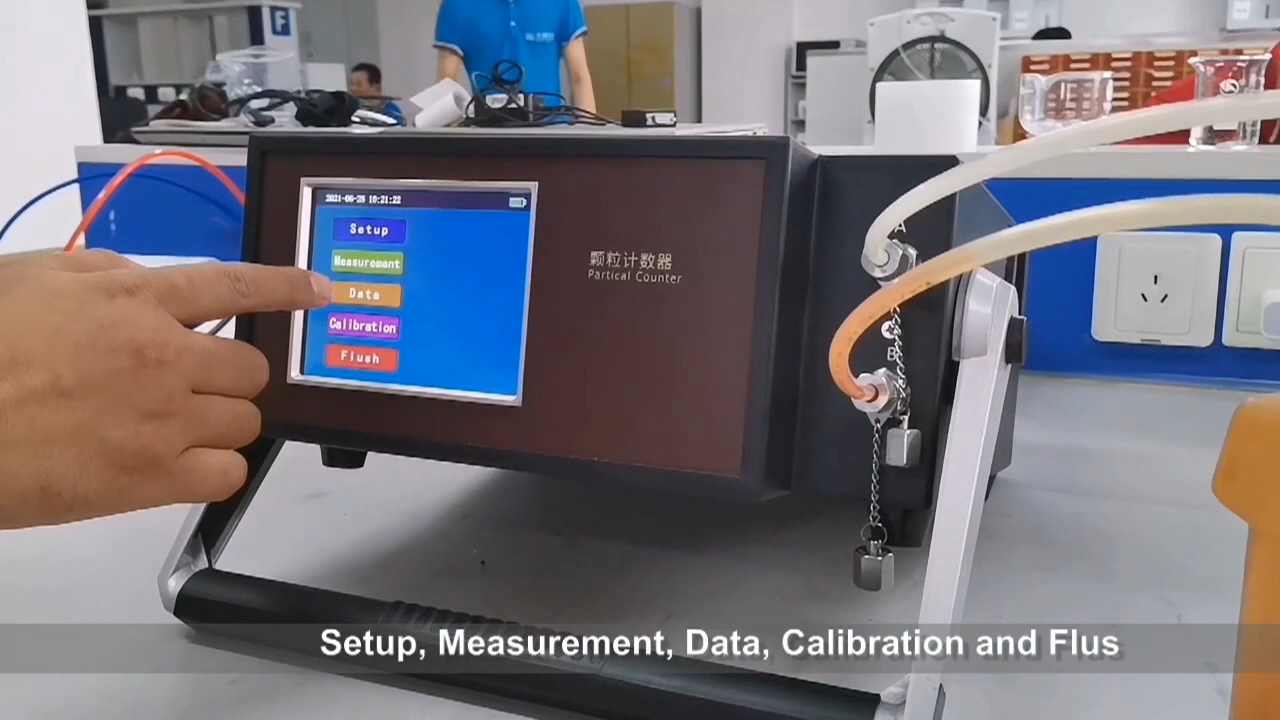 F
2021-06-26 10:21:22
Setup
Measurement
Data
Calibration
Flush
颗粒计数器
Partical Counter
A
B
Setup, Measurement, Data, Calibration and Flus